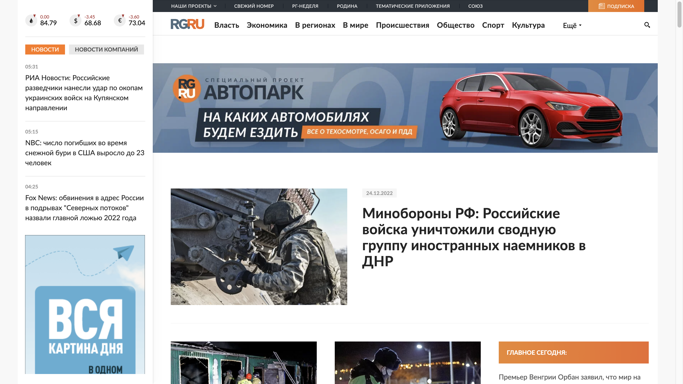 НАШИ ПРОЕКТЫ СВЕЖИЙ НОМЕР РГ-НЕДЕЛЯ РОДИНА ТЕМАТИЧЕСКИЕ ПРИЛОЖЕНИЯ СОЮЗ ПОДПИСКА
0.00
84.79
$
-3.45
68.68
€
-3.60
73.04
RGRU Власть Экономика В регионах В мире Происшествия Общество Спорт Культура Ещё
НОВОСТИ НОВОСТИ КОМПАНИЙ
05:31
РИА Новости: Российские
разведчики нанесли удар по окопам
украинских войск на Купянском
направлении
05:15
NBC: число погибших во время
снежной бури в США выросло до 23
человек
04:25
Fox News: обвинения в адрес России
в подрывах "Северных потоков"
назвали главной ложью 2022 года
ВСЯ
КАРТИНА ДНЯ
В ОДНОМ
АВТОПАРК
RG
RU
СПЕЦИАЛЬНЫЙ ПРОЕКТ
АВТОПАРК
НА КАКИХ АВТОМОБИЛЯХ
БУДЕМ ЕЗДИТЬ
ВСЕ О ТЕХОСМОТРЕ, ОСАГО И ПДД
24.12.2022
Минобороны РФ: Российские
войска уничтожили сводную
группу иностранных наемников в
ДНР
ГЛАВНОЕ СЕГОДНЯ:
Премьер Венгрии Орбан заявил, что мир на